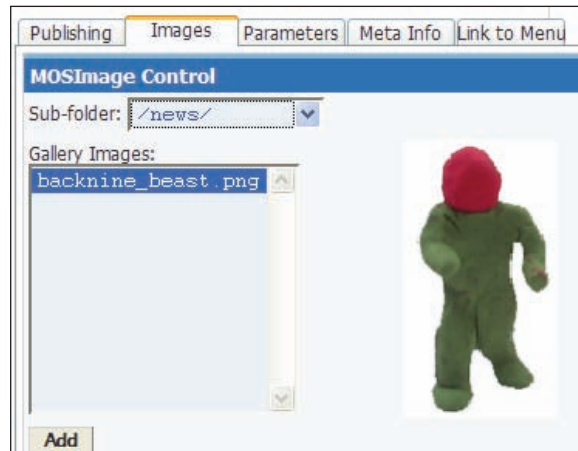 Publishing Images Parameters Meta Info Link to Menu
MOSImage Control
Sub-folder: /news/
Gallery Images:
backnine_beast.png
Add